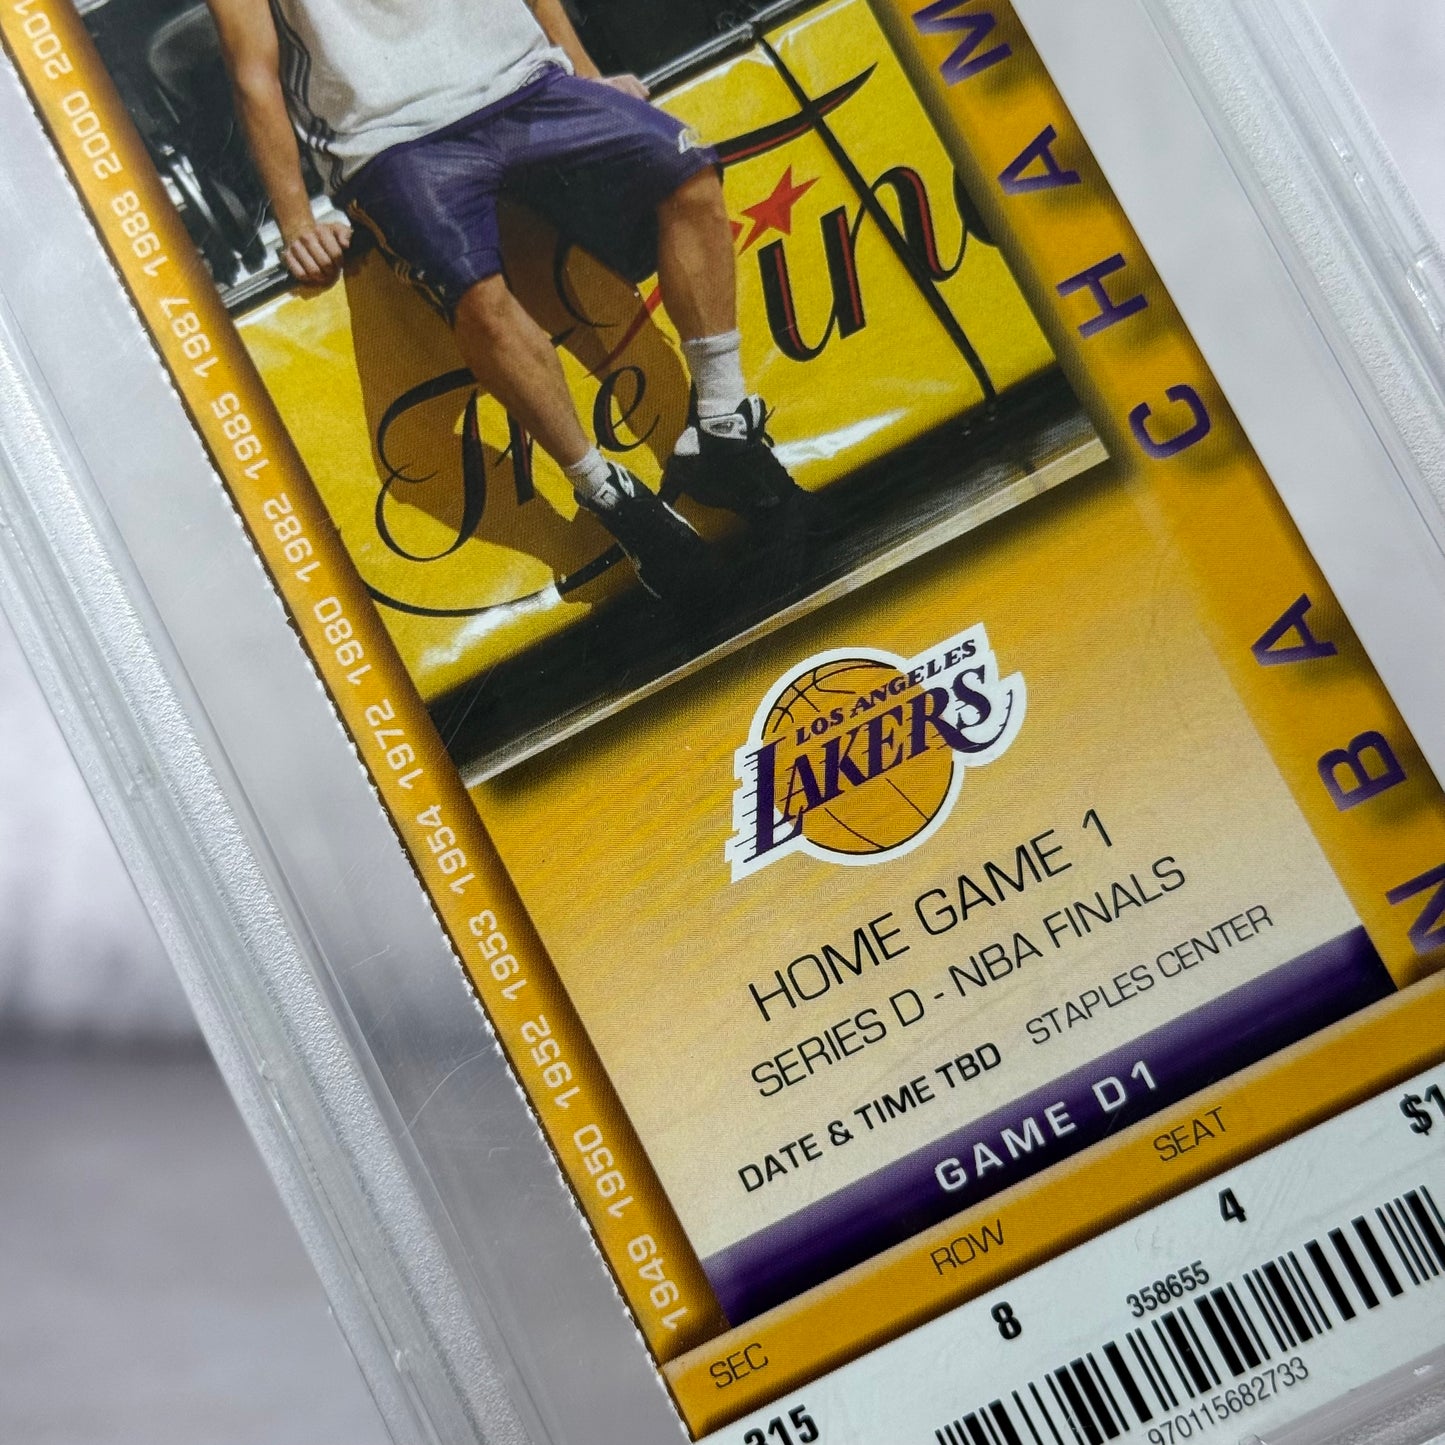 1949 1950 1952 1953 1954 1972 1980 1982 1985 1987 1988 2000 2001
The Fin
NBA CHAM
LOS ANGELES
LAKERS
HOME GAME 1
SERIES D - NBA FINALS
DATE & TIME TBD STAPLES CENTER
GAME D1
SEC ROW SEAT
315 8 4 $1
358655
970115682733